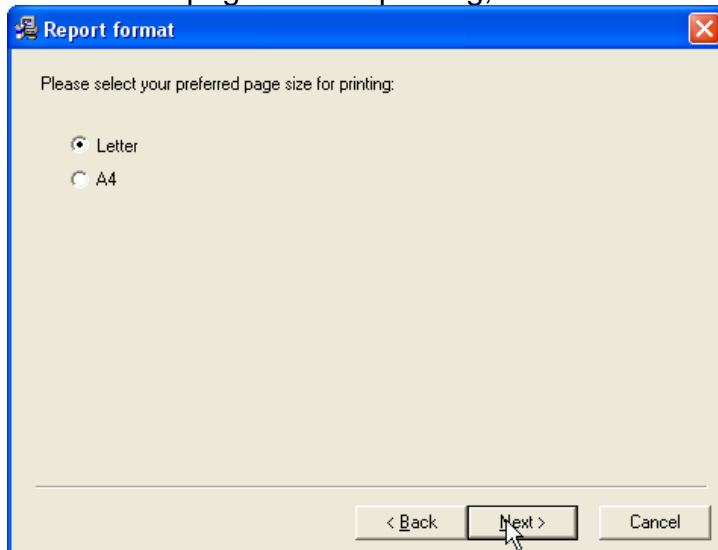 Report format
Please select your preferred page size for printing:
Letter
A4
< Back Next > Cancel